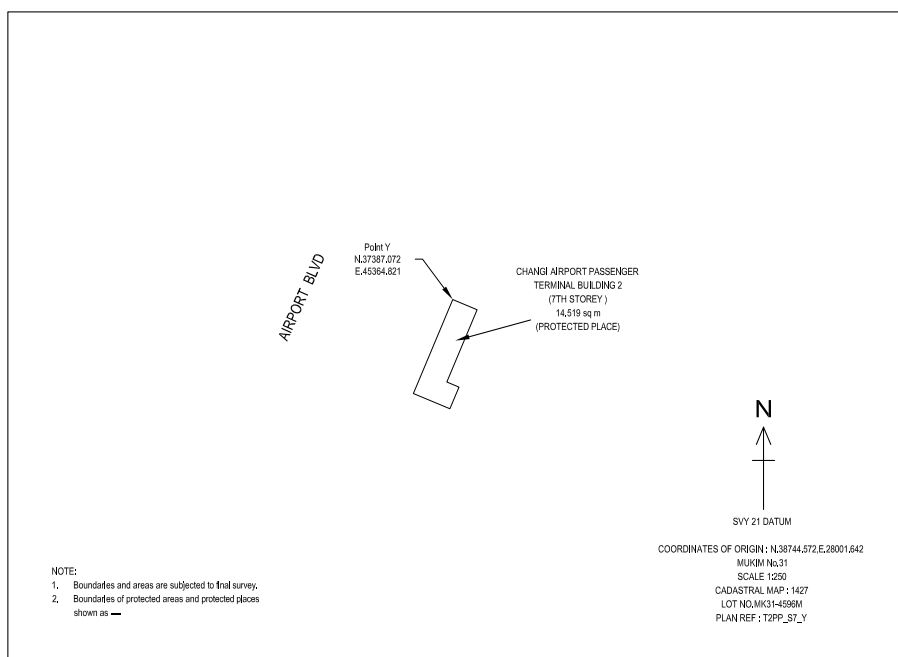 Point Y
N.37387.072
E.45364.821
AIRPORT BLVD
CHANGI AIRPORT PASSENGER
TERMINAL BUILDING 2
(7TH STOREY )
14.519 sq m
(PROTECTED PLACE)
N
SVY 21 DATUM
COORDINATES OF ORIGIN : N.38744.572,E.28001.642
MUKIM No.31
SCALE 1:250
CADASTRAL MAP : 1427
LOT NO.MK31-4596M
PLAN REF : T2PP_S7_Y
NOTE:
1. Boundaries and areas are subjected to final survey.
2. Boundaries of protected areas and protected places
shown as —